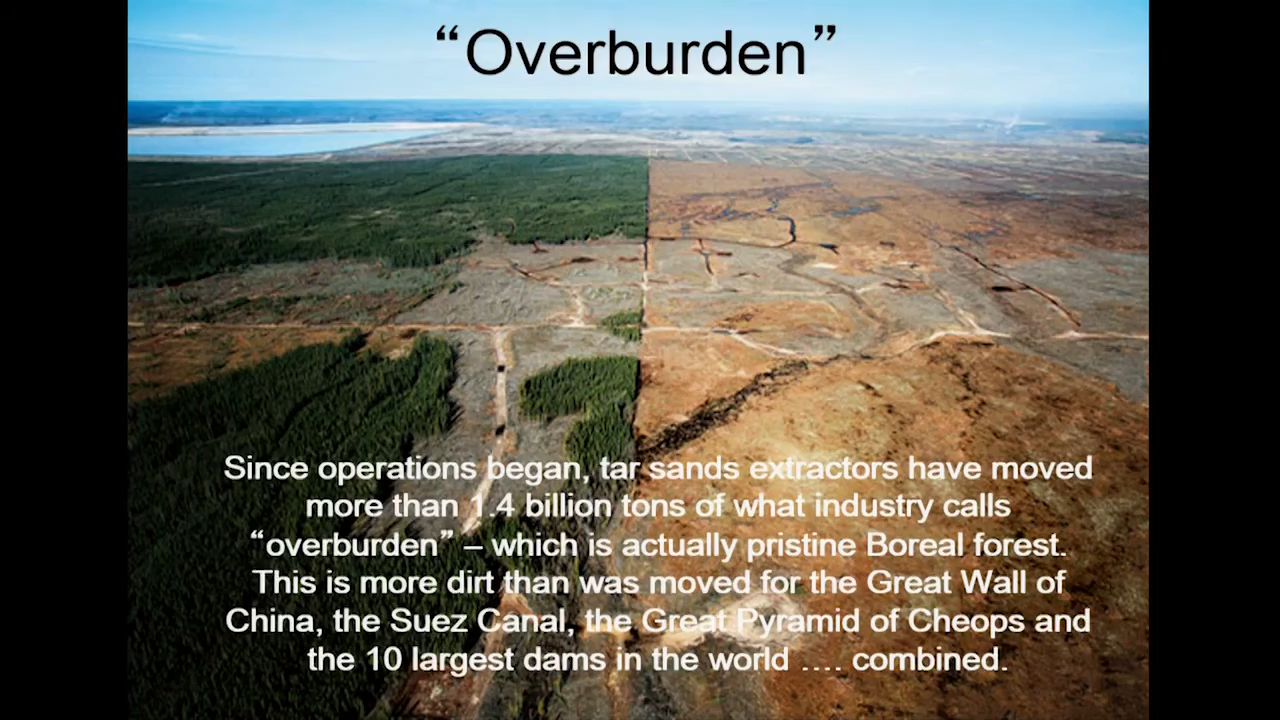 “Overburden”
Since operations began, tar sands extractors have moved
more than 1.4 billion tons of what industry calls
“overburden” – which is actually pristine Boreal forest.
This is more dirt than was moved for the Great Wall of
China, the Suez Canal, the Great Pyramid of Cheops and
the 10 largest dams in the world .... combined.